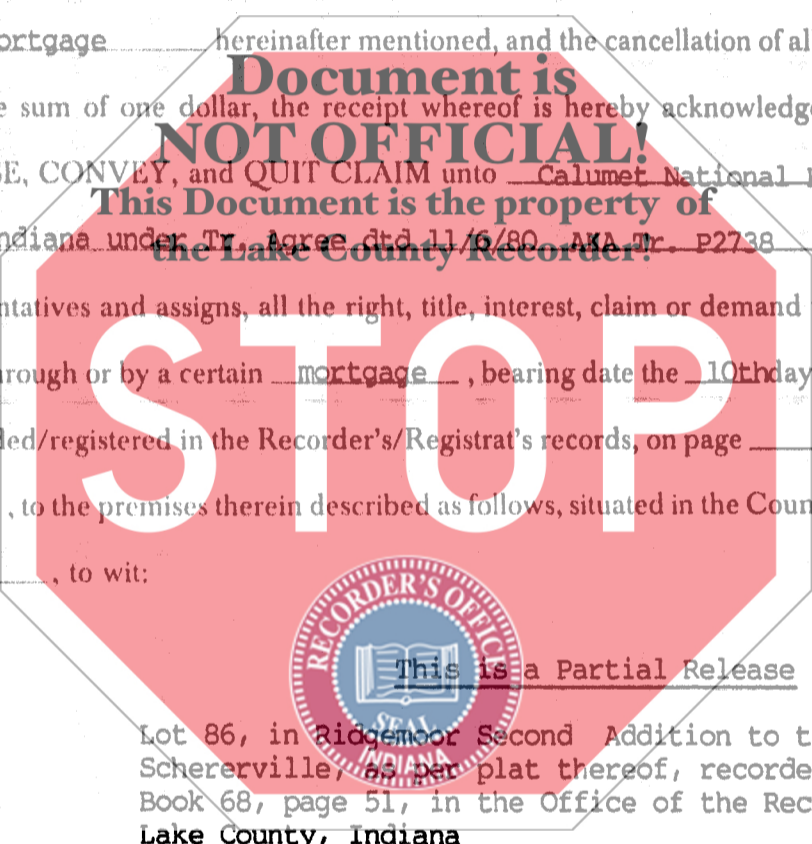 ortgage hereinafter mentioned, and the cancellation of al
Document is
e sum of one dollar, the receipt whereof is hereby acknowledg
NOT OFFICIAL!
SE, CONVEY, and QUIT CLAIM unto Calumet National
This Document is the property of
ndiana under Tr. Agree dtd 11/6/80 AKA Tr. P2738
the Lake County Recorder!
ntatives and assigns, all the right, title, interest, claim or demand
rough or by a certain mortgage , bearing date the 10thday
STOP
led/registered in the Recorder's/Registrat's records, on page
, to the premises therein described as follows, situated in the Coun
, to wit:
RECORDER'S OFFICE
SEAL
INDIANA
This is a Partial Release
Lot 86, in Ridgemoor Second Addition to t
Schererville, as per plat thereof, recorde
Book 68, page 51, in the Office of the Rec
Lake County, Indiana